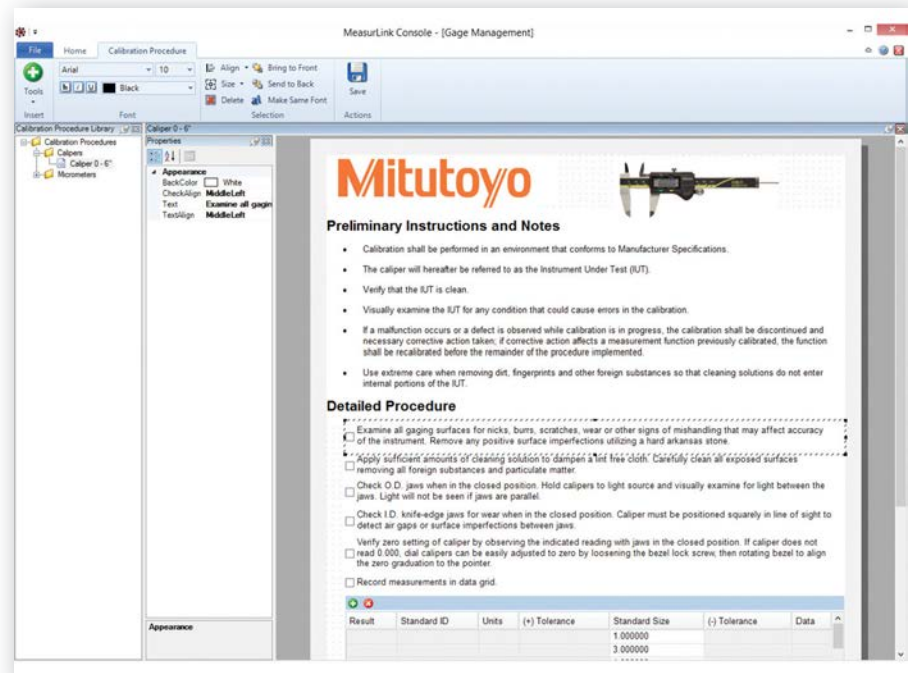 MeasurLink Console - [Gage Management]
File Home Calibration Procedure
Tools
Arial 10
b i U Black
Align Bring to Front
Size Send to Back
Delete Make Same Font
Save
Insert Font Selection Actions
Calibration Procedure Library
Calibration Procedures
Calipers
Caliper 0 - 6"
Micrometers
Caliper 0 - 6"
Properties
Appearance
BackColor White
CheckAlign MiddleLeft
Text Examine all gagin
TextAlign MiddleLeft
Appearance
Mitutoyo
Preliminary Instructions and Notes
• Calibration shall be performed in an environment that conforms to Manufacturer Specifications.
• The caliper will hereafter be referred to as the Instrument Under Test (IUT).
• Verify that the IUT is clean.
• Visually examine the IUT for any condition that could cause errors in the calibration.
• If a malfunction occurs or a defect is observed while calibration is in progress, the calibration shall be discontinued and
necessary corrective action taken; if corrective action affects a measurement function previously calibrated, the function
shall be recalibrated before the remainder of the procedure implemented.
• Use extreme care when removing dirt, fingerprints and other foreign substances so that cleaning solutions do not enter
internal portions of the IUT.
Detailed Procedure
Examine all gaging surfaces for nicks, burrs, scratches, wear or other signs of mishandling that may affect accuracy
of the instrument. Remove any positive surface imperfections utilizing a hard arkansas stone.
Apply sufficient amounts of cleaning solution to dampen a lint free cloth. Carefully clean all exposed surfaces
removing all foreign substances and particulate matter.
Check O.D. jaws when in the closed position. Hold calipers to light source and visually examine for light between the
jaws. Light will not be seen if jaws are parallel.
Check I.D. knife-edge jaws for wear when in the closed position. Caliper must be positioned squarely in line of sight to
detect air gaps or surface imperfections between jaws.
Verify zero setting of caliper by observing the indicated reading with jaws in the closed position. If caliper does not
read 0.000, dial calipers can be easily adjusted to zero by loosening the bezel lock screw, then rotating bezel to align
the zero graduation to the pointer.
Record measurements in data grid.
Result Standard ID Units (+) Tolerance Standard Size (-) Tolerance Data
1.000000
3.000000